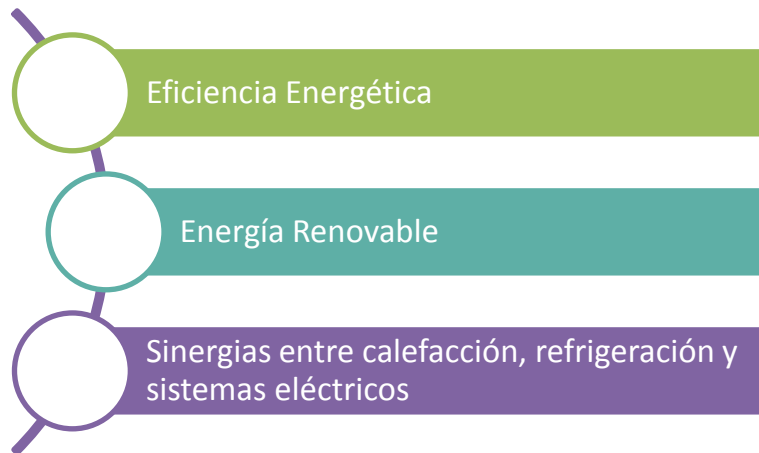 Eficiencia Energética
Energía Renovable
Sinergias entre calefacción, refrigeración y
sistemas eléctricos